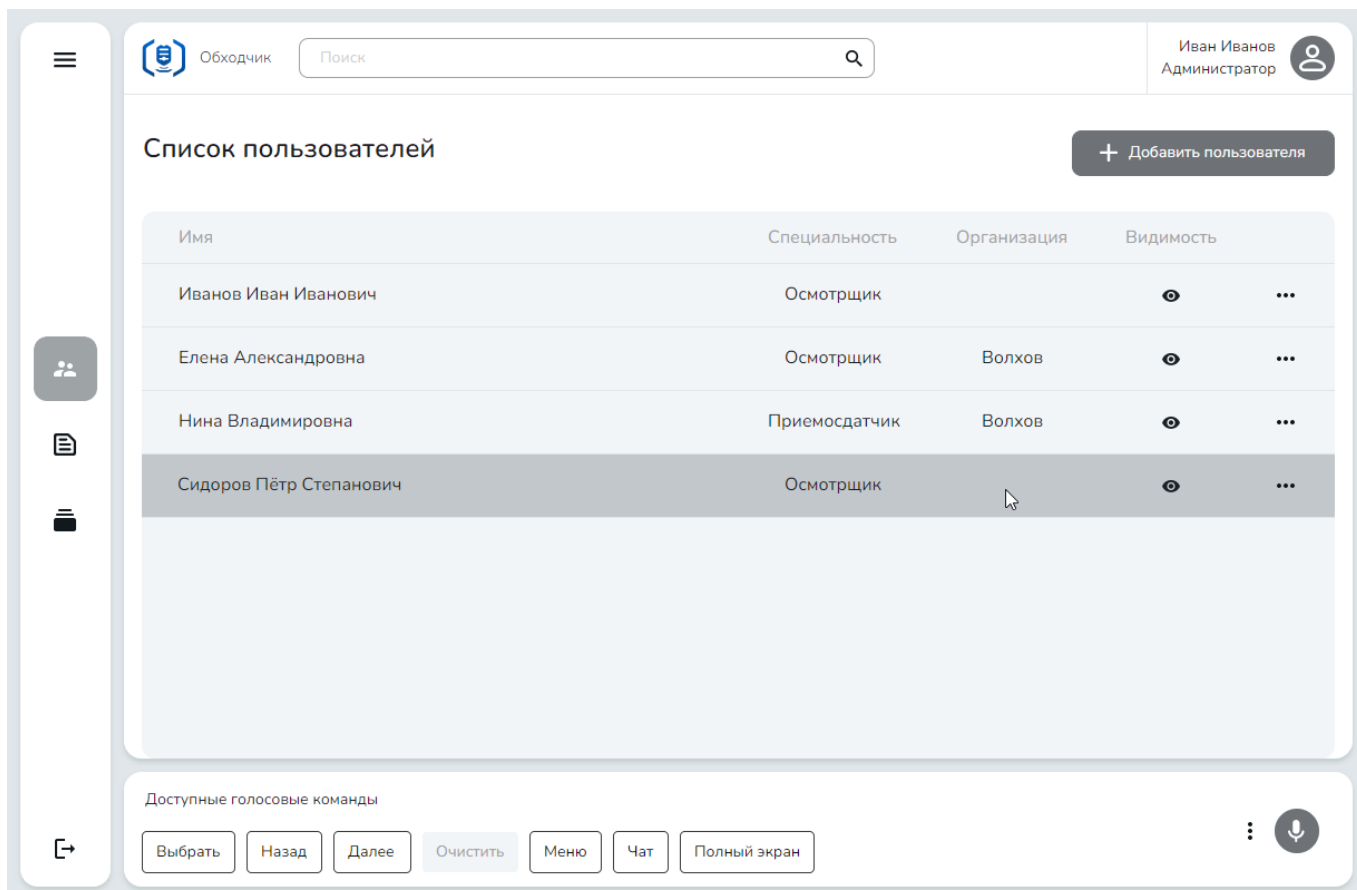 Обходчик Поиск Иван Иванов
Администратор
Список пользователей + Добавить пользователя
Имя Специальность Организация Видимость
Иванов Иван Иванович Осмотрщик
Елена Александровна Осмотрщик Волхов
Нина Владимировна Приемосдатчик Волхов
Сидоров Пётр Степанович Осмотрщик
Доступные голосовые команды
Выбрать Назад Далее Очистить Меню Чат Полный экран